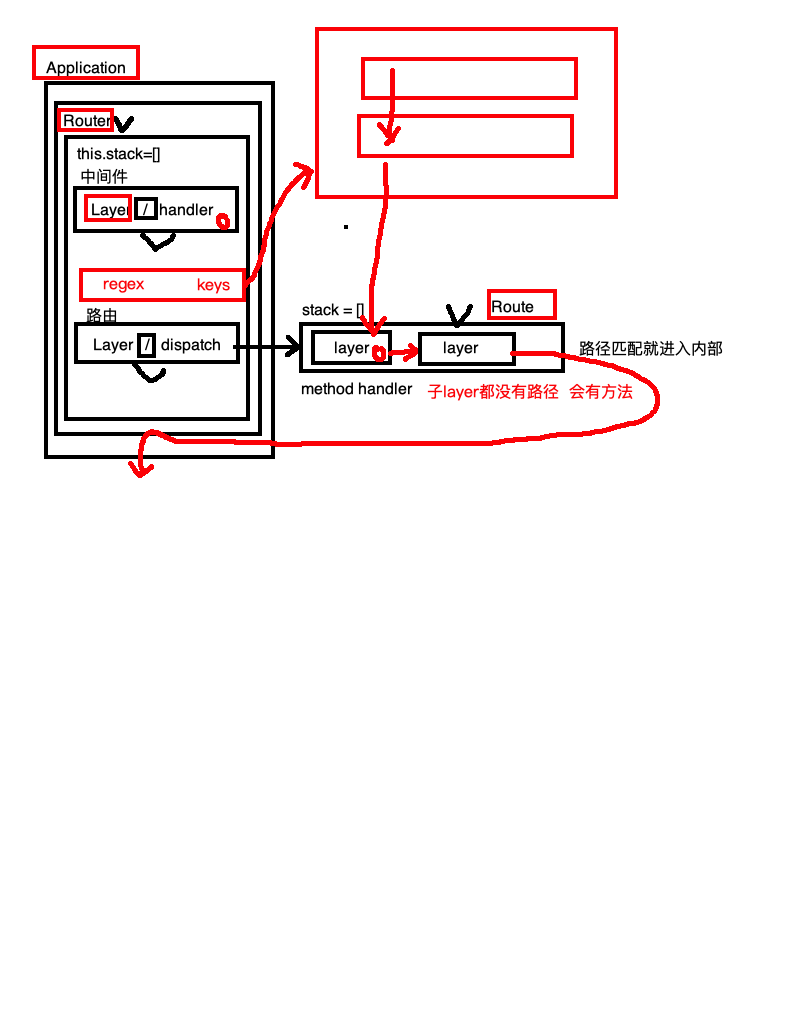 Application
Router
this.stack=[]
中间件
Layer / handler
regex keys
路由
Layer / dispatch
stack = []
Route
layer layer
路径匹配就进入内部
method handler 子layer都没有路径 会有方法